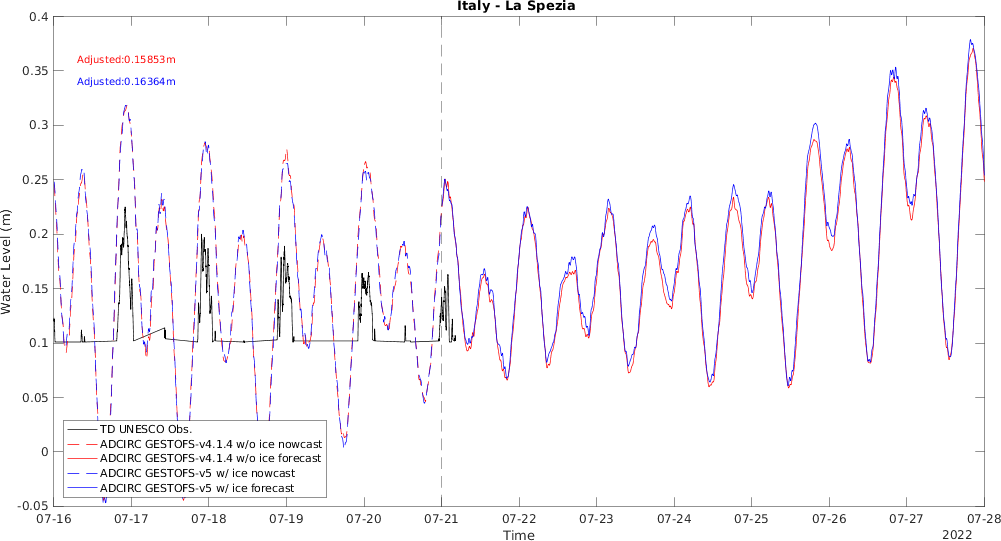 Italy - La Spezia
0.4
0.35
0.3
0.25
0.2
0.15
0.1
0.05
0
-0.05
Water Level (m)
Adjusted:0.15853m
Adjusted:0.16364m
TD UNESCO Obs.
ADCIRC GESTOFS-v4.1.4 w/o ice nowcast
ADCIRC GESTOFS-v4.1.4 w/o ice forecast
ADCIRC GESTOFS-v5 w/ ice nowcast
ADCIRC GESTOFS-v5 w/ ice forecast
07-16 07-17 07-18 07-19 07-20 07-21 07-22 07-23 07-24 07-25 07-26 07-27 07-28
Time
2022